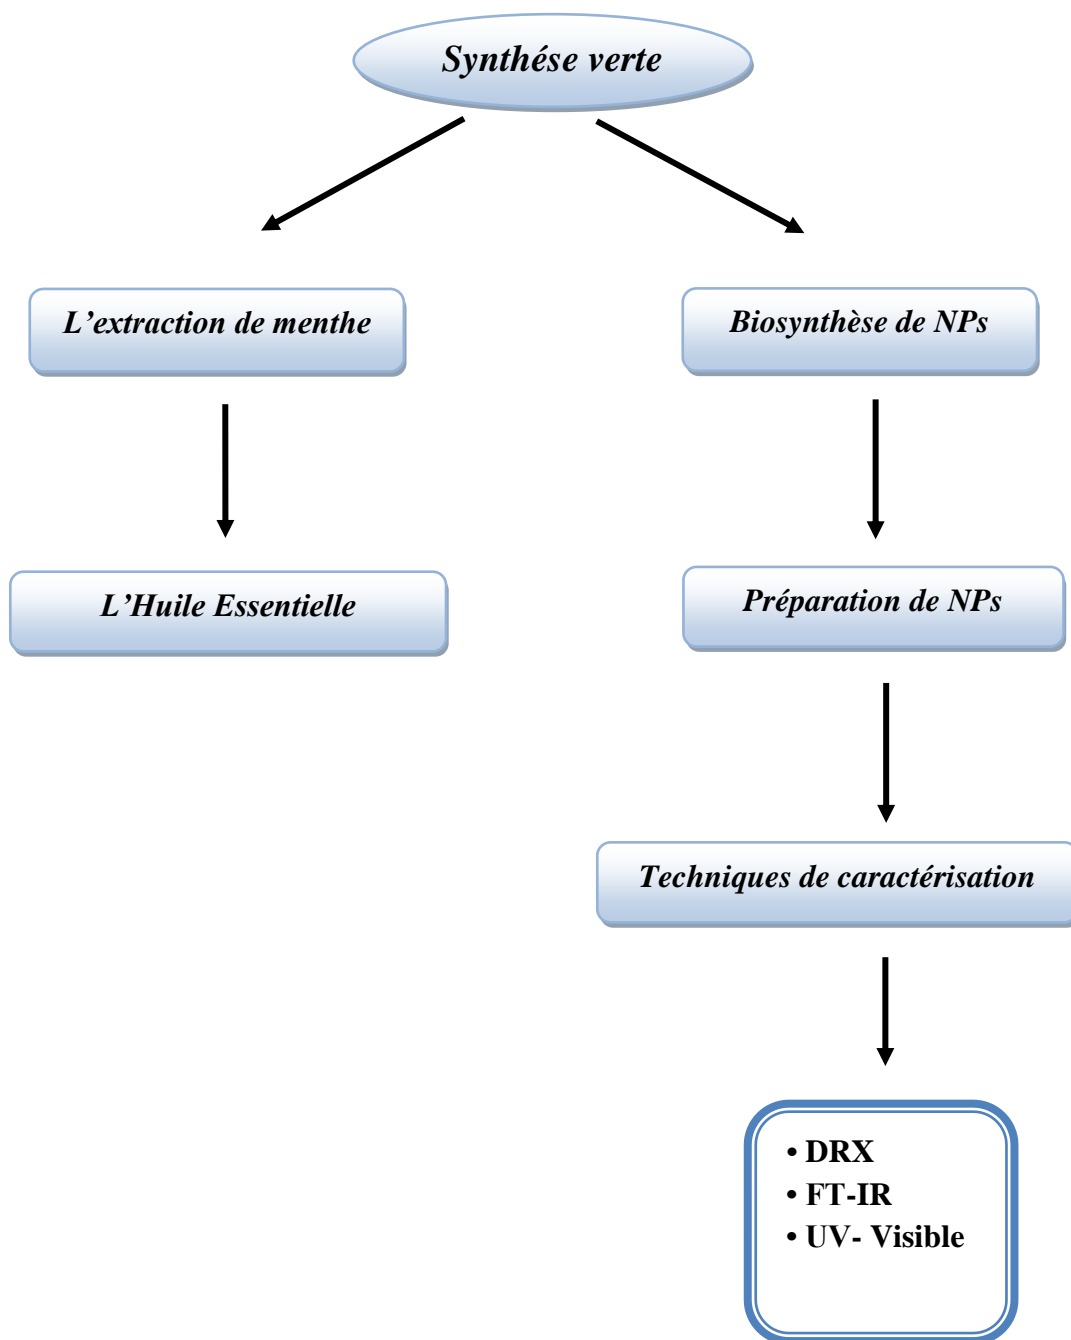 Synthése verte
L’extraction de menthe
Biosynthèse de NPs
L’Huile Essentielle
Préparation de NPs
Techniques de caractérisation
• DRX
• FT-IR
• UV- Visible